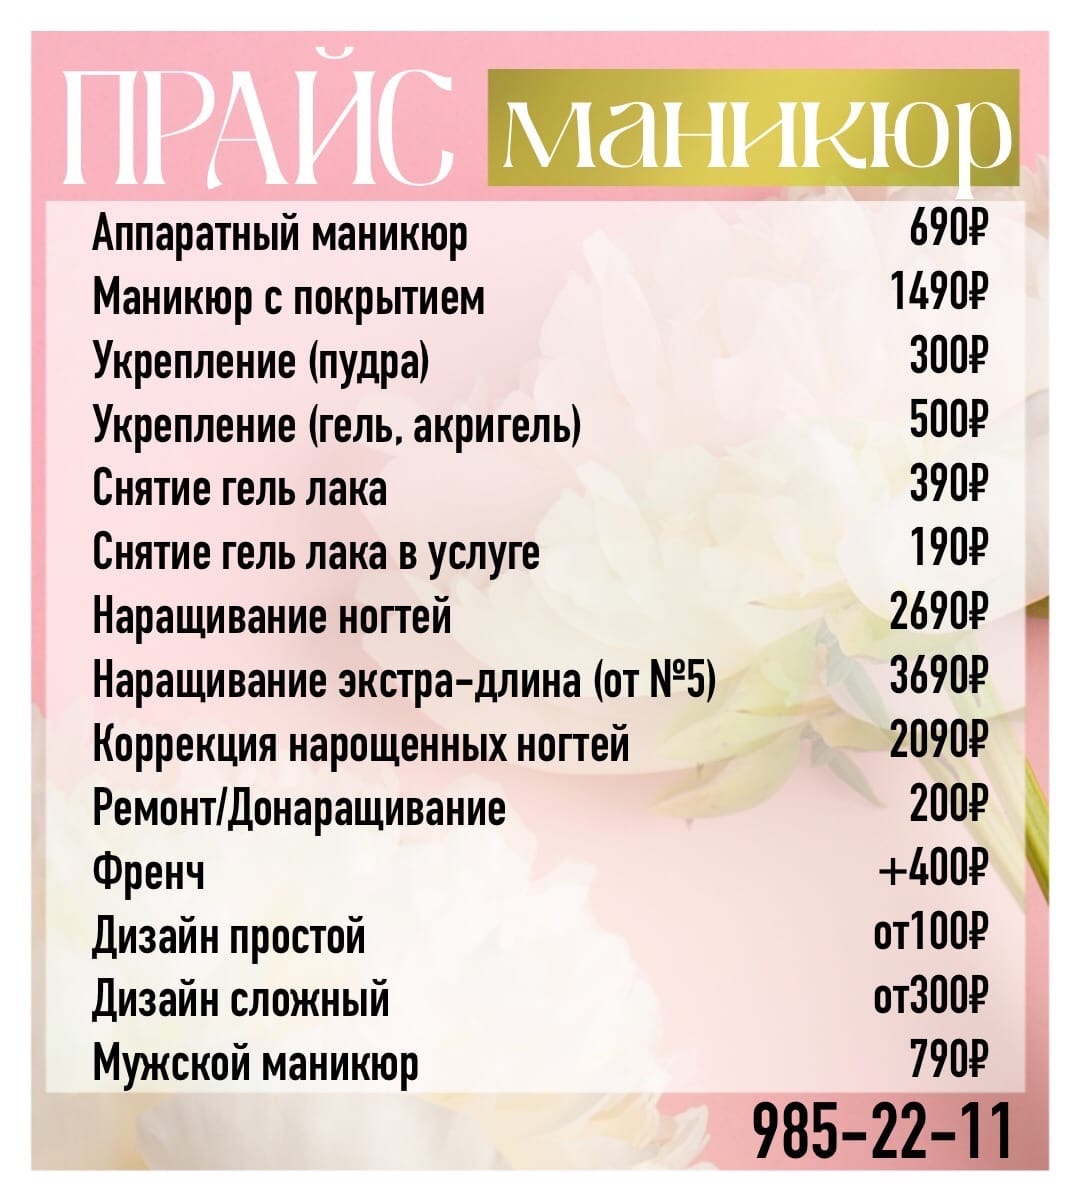 ПРАЙС маникюр
Аппаратный маникюр 690₽
Маникюр с покрытием 1490₽
Укрепление (пудра) 300₽
Укрепление (гель, акригель) 500₽
Снятие гель лака 390₽
Снятие гель лака в услуге 190₽
Наращивание ногтей 2690₽
Наращивание экстра-длина (от №5) 3690₽
Коррекция нарощенных ногтей 2090₽
Ремонт/Донаращивание 200₽
Френч +400₽
Дизайн простой от100₽
Дизайн сложный от300₽
Мужской маникюр 790₽
985-22-11